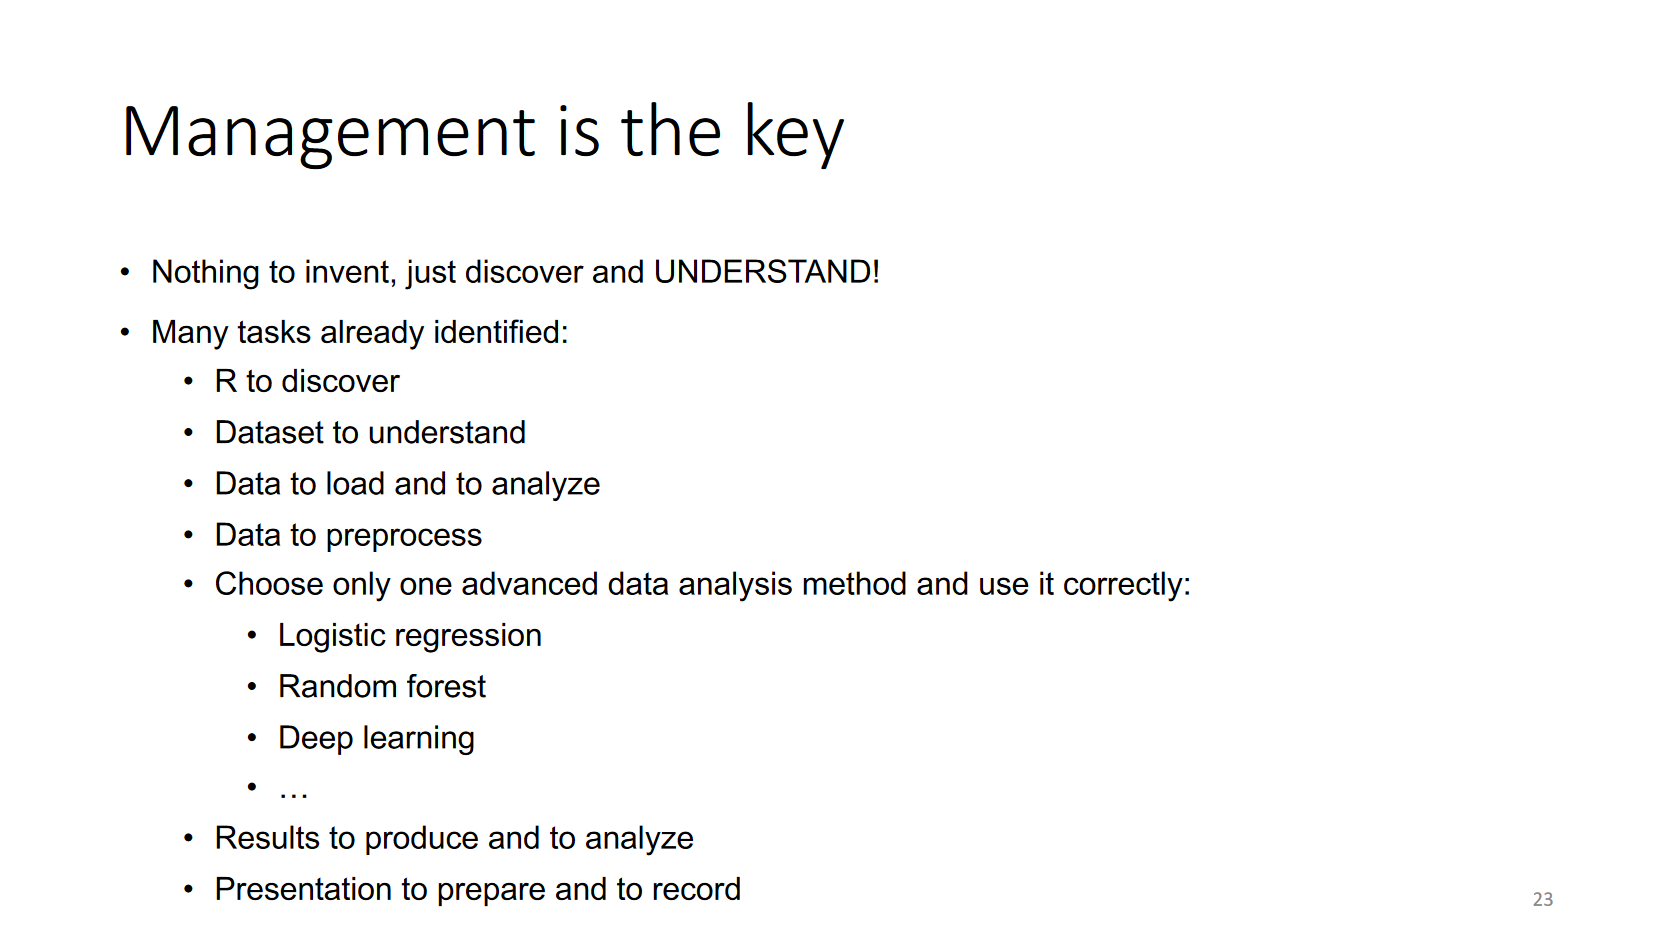 Management is the key
• Nothing to invent, just discover and UNDERSTAND!
• Many tasks already identified:
• R to discover
• Dataset to understand
• Data to load and to analyze
• Data to preprocess
• Choose only one advanced data analysis method and use it correctly:
• Logistic regression
• Random forest
• Deep learning
• …
• Results to produce and to analyze
• Presentation to prepare and to record
23